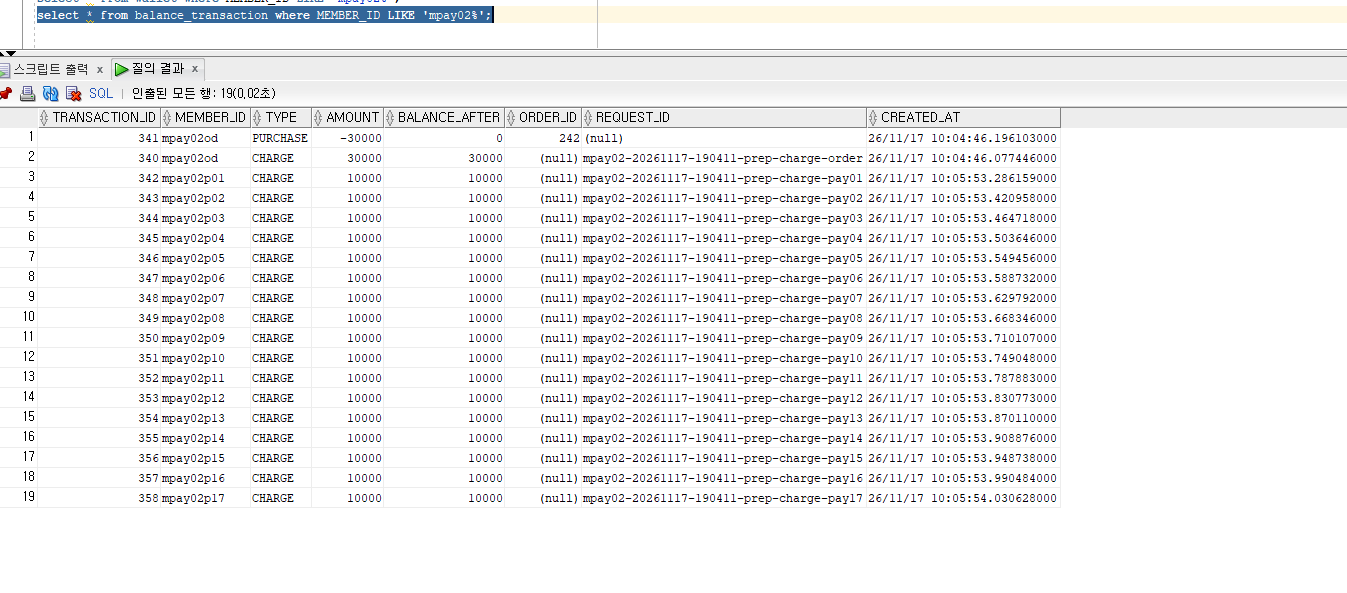 select * from balance_transaction where MEMBER_ID LIKE 'mpay02%';
스크립트 출력 x 질의 결과 x
SQL | 인출된 모든 행: 19(0,02초)
TRANSACTION_ID MEMBER_ID TYPE AMOUNT BALANCE_AFTER ORDER_ID REQUEST_ID CREATED_AT
1 341 mpay02od PURCHASE -30000 0 242 (null) 26/11/17 10:04:46.196103000
2 340 mpay02od CHARGE 30000 30000 (null) mpay02-20261117-190411-prep-charge-order 26/11/17 10:04:46.077446000
3 342 mpay02p01 CHARGE 10000 10000 (null) mpay02-20261117-190411-prep-charge-pay01 26/11/17 10:05:53.286159000
4 343 mpay02p02 CHARGE 10000 10000 (null) mpay02-20261117-190411-prep-charge-pay02 26/11/17 10:05:53.420958000
5 344 mpay02p03 CHARGE 10000 10000 (null) mpay02-20261117-190411-prep-charge-pay03 26/11/17 10:05:53.464718000
6 345 mpay02p04 CHARGE 10000 10000 (null) mpay02-20261117-190411-prep-charge-pay04 26/11/17 10:05:53.503646000
7 346 mpay02p05 CHARGE 10000 10000 (null) mpay02-20261117-190411-prep-charge-pay05 26/11/17 10:05:53.549456000
8 347 mpay02p06 CHARGE 10000 10000 (null) mpay02-20261117-190411-prep-charge-pay06 26/11/17 10:05:53.588732000
9 348 mpay02p07 CHARGE 10000 10000 (null) mpay02-20261117-190411-prep-charge-pay07 26/11/17 10:05:53.629792000
10 349 mpay02p08 CHARGE 10000 10000 (null) mpay02-20261117-190411-prep-charge-pay08 26/11/17 10:05:53.668346000
11 350 mpay02p09 CHARGE 10000 10000 (null) mpay02-20261117-190411-prep-charge-pay09 26/11/17 10:05:53.710107000
12 351 mpay02p10 CHARGE 10000 10000 (null) mpay02-20261117-190411-prep-charge-pay10 26/11/17 10:05:53.749048000
13 352 mpay02p11 CHARGE 10000 10000 (null) mpay02-20261117-190411-prep-charge-pay11 26/11/17 10:05:53.787883000
14 353 mpay02p12 CHARGE 10000 10000 (null) mpay02-20261117-190411-prep-charge-pay12 26/11/17 10:05:53.830773000
15 354 mpay02p13 CHARGE 10000 10000 (null) mpay02-20261117-190411-prep-charge-pay13 26/11/17 10:05:53.870110000
16 355 mpay02p14 CHARGE 10000 10000 (null) mpay02-20261117-190411-prep-charge-pay14 26/11/17 10:05:53.908876000
17 356 mpay02p15 CHARGE 10000 10000 (null) mpay02-20261117-190411-prep-charge-pay15 26/11/17 10:05:53.948738000
18 357 mpay02p16 CHARGE 10000 10000 (null) mpay02-20261117-190411-prep-charge-pay16 26/11/17 10:05:53.990484000
19 358 mpay02p17 CHARGE 10000 10000 (null) mpay02-20261117-190411-prep-charge-pay17 26/11/17 10:05:54.030628000